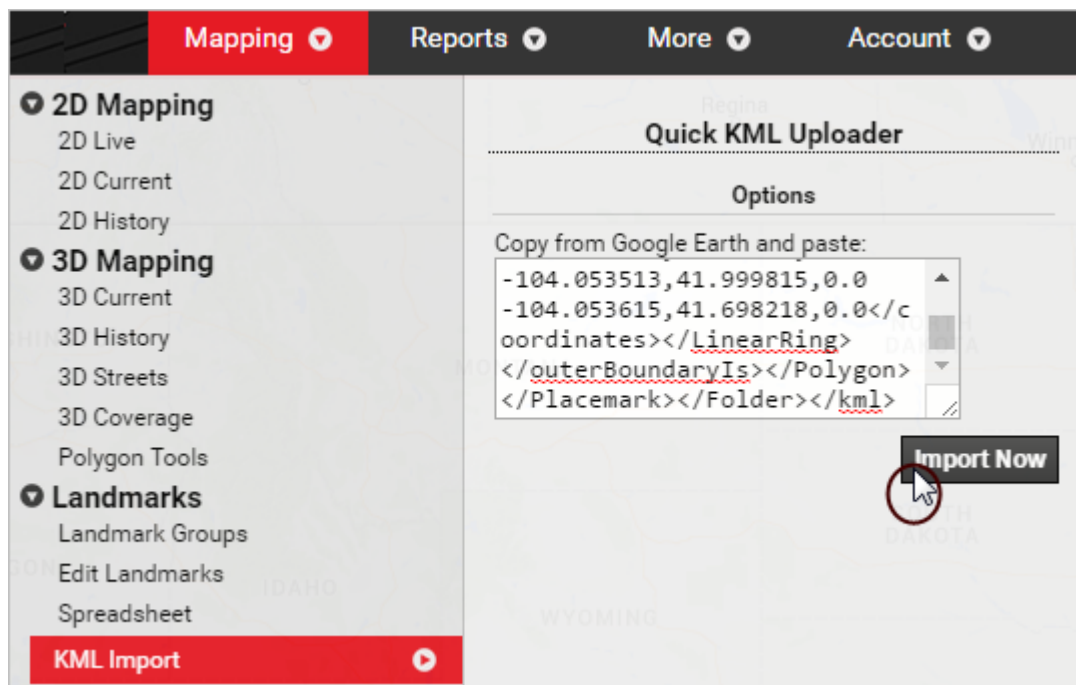 Mapping
Reports
More
Account
2D Mapping
2D Live
2D Current
2D History
3D Mapping
3D Current
3D History
3D Streets
3D Coverage
Polygon Tools
Landmarks
Landmark Groups
Edit Landmarks
Spreadsheet
KML Import
Regina
Quick KML Uploader
Options
Copy from Google Earth and paste:
-104.053513,41.999815,0.0
-104.053615,41.698218,0.0</c
oordinates></LinearRing>
</outerBoundaryIs></Polygon>
</Placemark></Folder></kml>
Import Now
NORTH
DAKOTA
IDAHO
WYOMING
DAKOTA